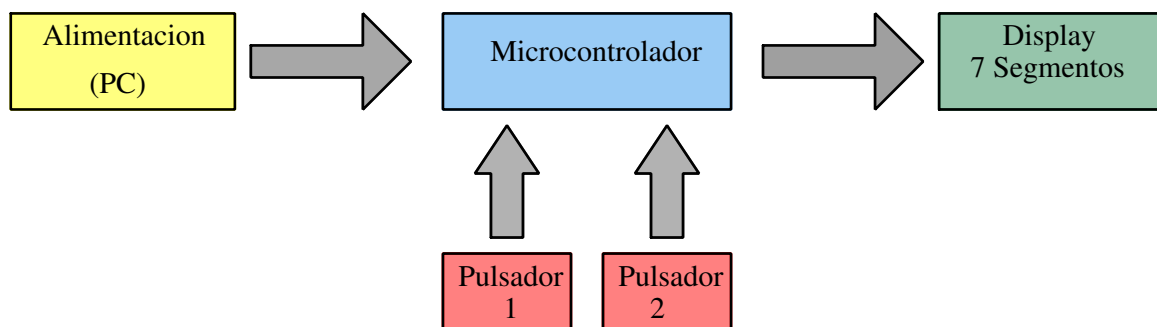 Alimentacion
(PC)
Microcontrolador
Display
7 Segmentos
Pulsador
1
Pulsador
2